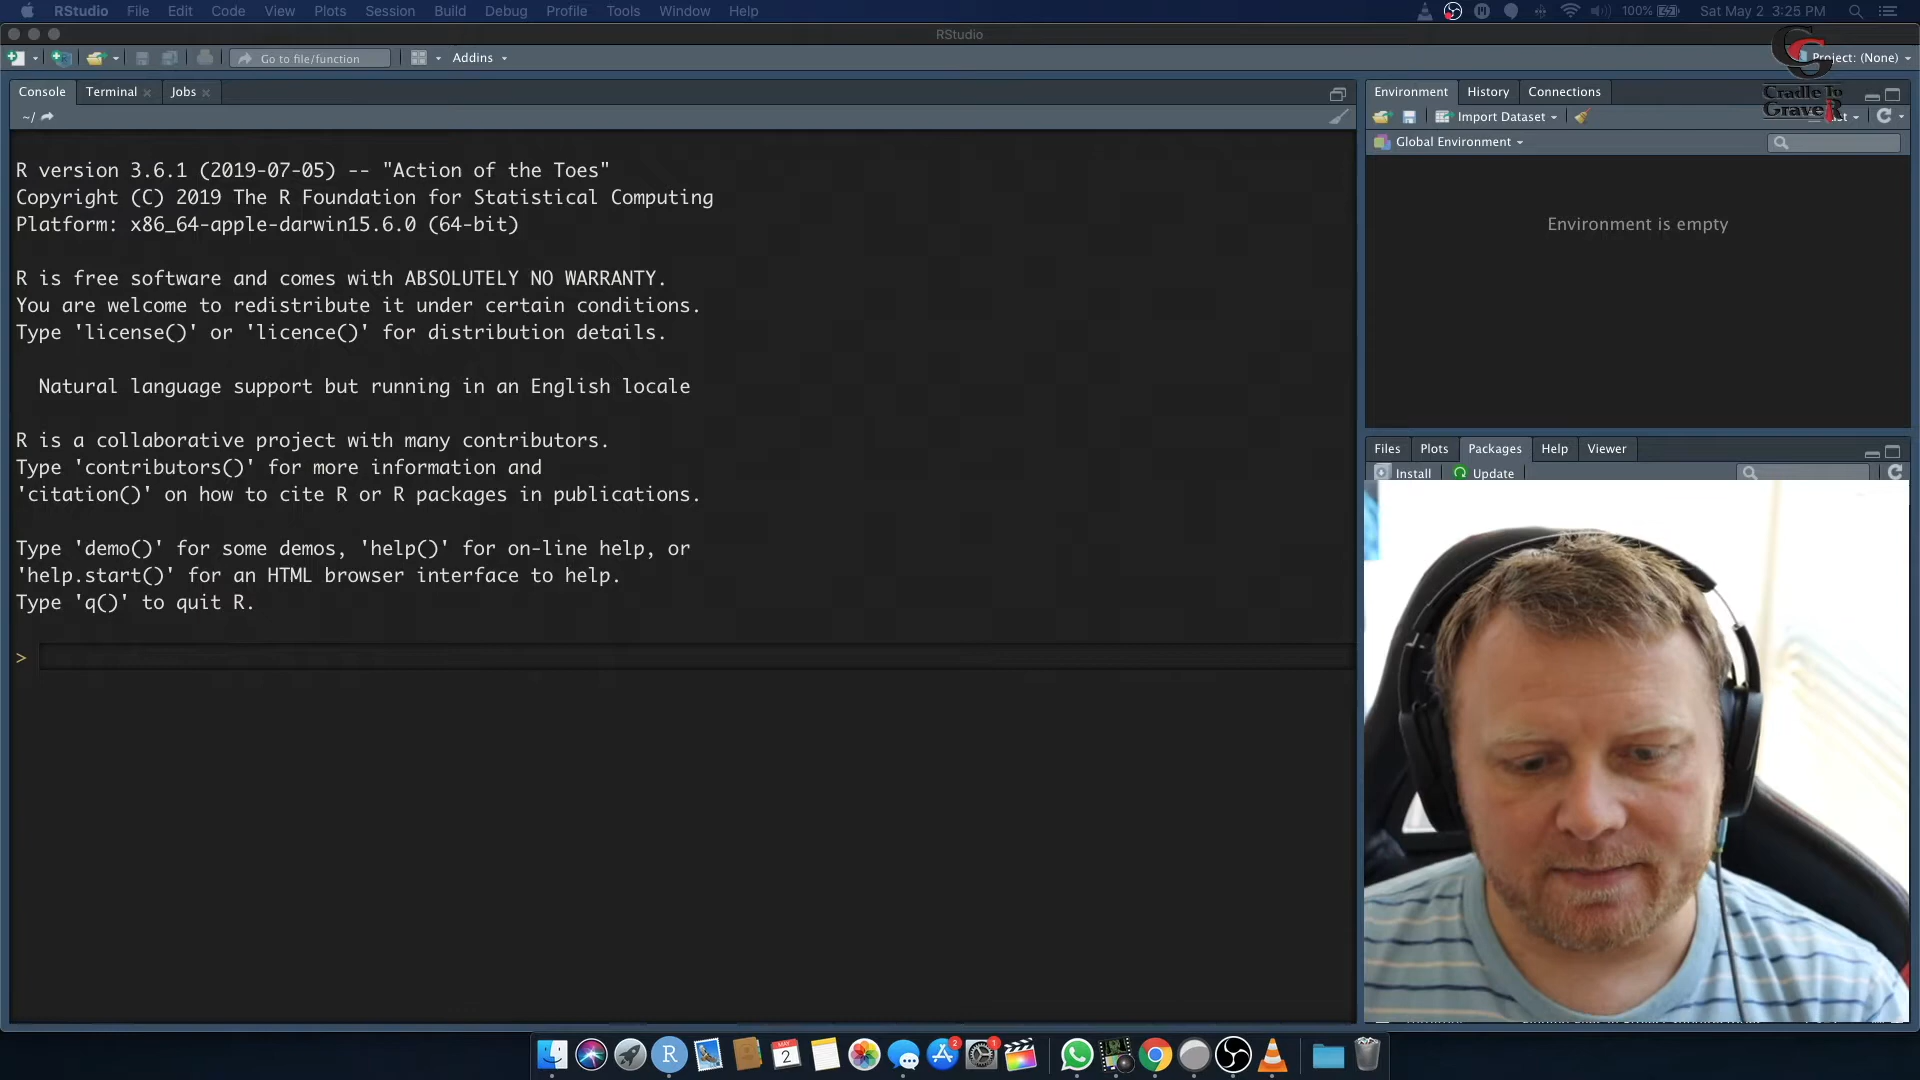 RStudio File Edit Code View Plots Session Build Debug Profile Tools Window Help 100% Sat May 2 3:25 PM
RStudio
Go to file/function Addins Project: (None)
Cradle To
Grave R
Console Terminal Jobs
~/
R version 3.6.1 (2019-07-05) -- "Action of the Toes"
Copyright (C) 2019 The R Foundation for Statistical Computing
Platform: x86_64-apple-darwin15.6.0 (64-bit)
R is free software and comes with ABSOLUTELY NO WARRANTY.
You are welcome to redistribute it under certain conditions.
Type 'license()' or 'licence()' for distribution details.
Natural language support but running in an English locale
R is a collaborative project with many contributors.
Type 'contributors()' for more information and
'citation()' on how to cite R or R packages in publications.
Type 'demo()' for some demos, 'help()' for on-line help, or
'help.start()' for an HTML browser interface to help.
Type 'q()' to quit R.
>
Environment History Connections
Import Dataset
Global Environment
Environment is empty
Files Plots Packages Help Viewer
Install Update
R MAY 2 2 1